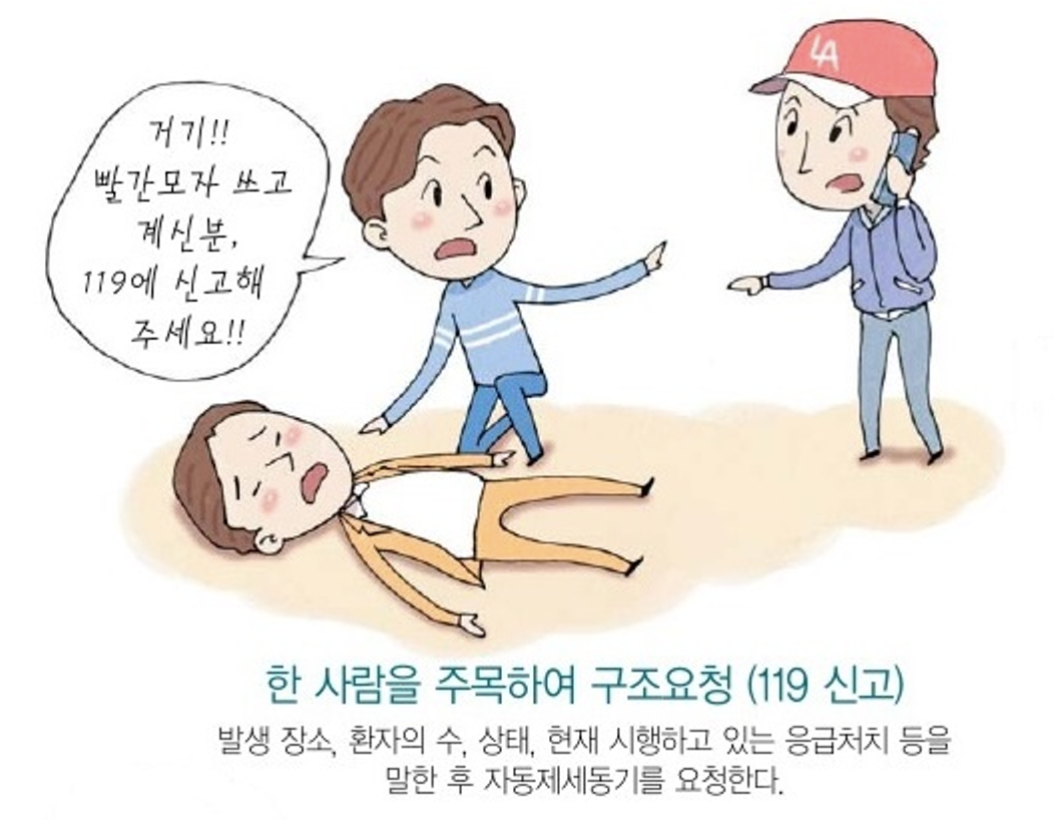 거기!!
빨간모자 쓰고
계신분,
119에 신고해
주세요!!
LA
한 사람을 주목하여 구조요청 (119 신고)
발생 장소, 환자의 수, 상태, 현재 시행하고 있는 응급처치 등을
말한 후 자동제세동기를 요청한다.